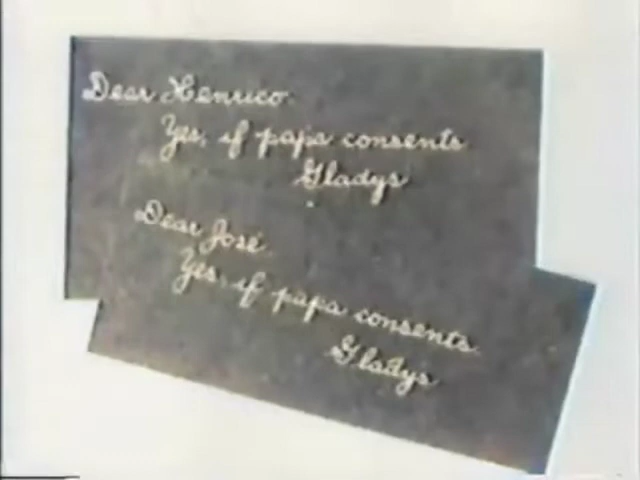 Dear Henrico.
Yes, if papa consents
Gladys
Dear José.
Yes, if papa consents.
Gladys